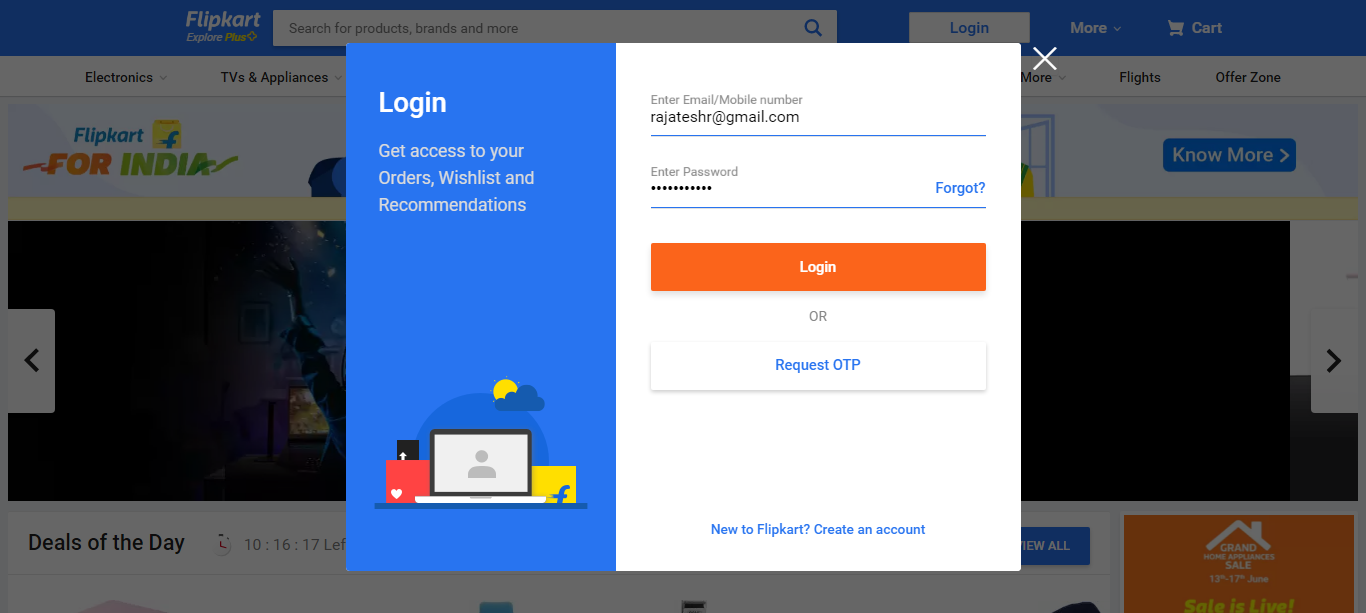 Flipkart
Explore Plus
Search for products, brands and more
Login
More
Cart
Electronics
TVs & Appliances
More
Flights
Offer Zone
Flipkart
FOR INDIA
Know More
Login
Get access to your
Orders, Wishlist and
Recommendations
Enter Email/Mobile number
rajateshr@gmail.com
Enter Password
•••••••••••
Forgot?
Login
OR
Request OTP
New to Flipkart? Create an account
Deals of the Day
10 : 16 : 17 Lef
VIEW ALL
GRAND
HOME APPLIANCES
SALE
13th-17th June
Sale is Live!